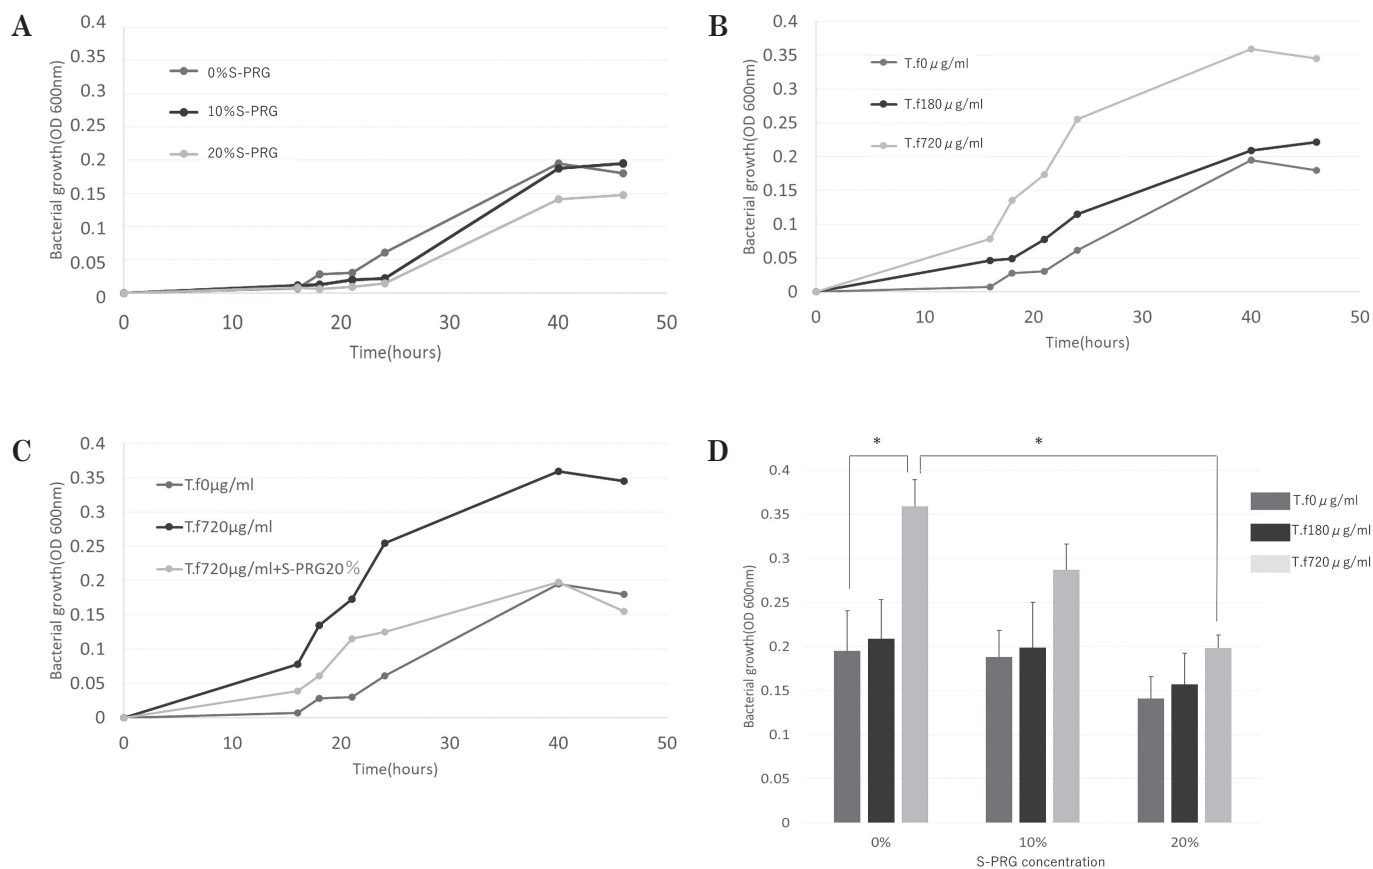 A
Bacterial growth(OD 600nm)
0.4
0.35
0.3
0.25
0.2
0.15
0.1
0.05
0
0%S-PRG
10%S-PRG
20%S-PRG
0 10 20 30 40 50
Time(hours)
B
Bacterial growth(OD 600nm)
0.4
0.35
0.3
0.25
0.2
0.15
0.1
0.05
0
T.f0μg/ml
T.f180μg/ml
T.f720μg/ml
0 10 20 30 40 50
Time(hours)
C
Bacterial growth(OD 600nm)
0.4
0.35
0.3
0.25
0.2
0.15
0.1
0.05
0
T.f0μg/ml
T.f720μg/ml
T.f720μg/ml+S-PRG20%
0 10 20 30 40 50
Time(hours)
D
Bacterial growth(OD 600nm)
0.4
0.35
0.3
0.25
0.2
0.15
0.1
0.05
0
* *
T.f0μg/ml
T.f180μg/ml
T.f720μg/ml
0% 10% 20%
S-PRG concentration